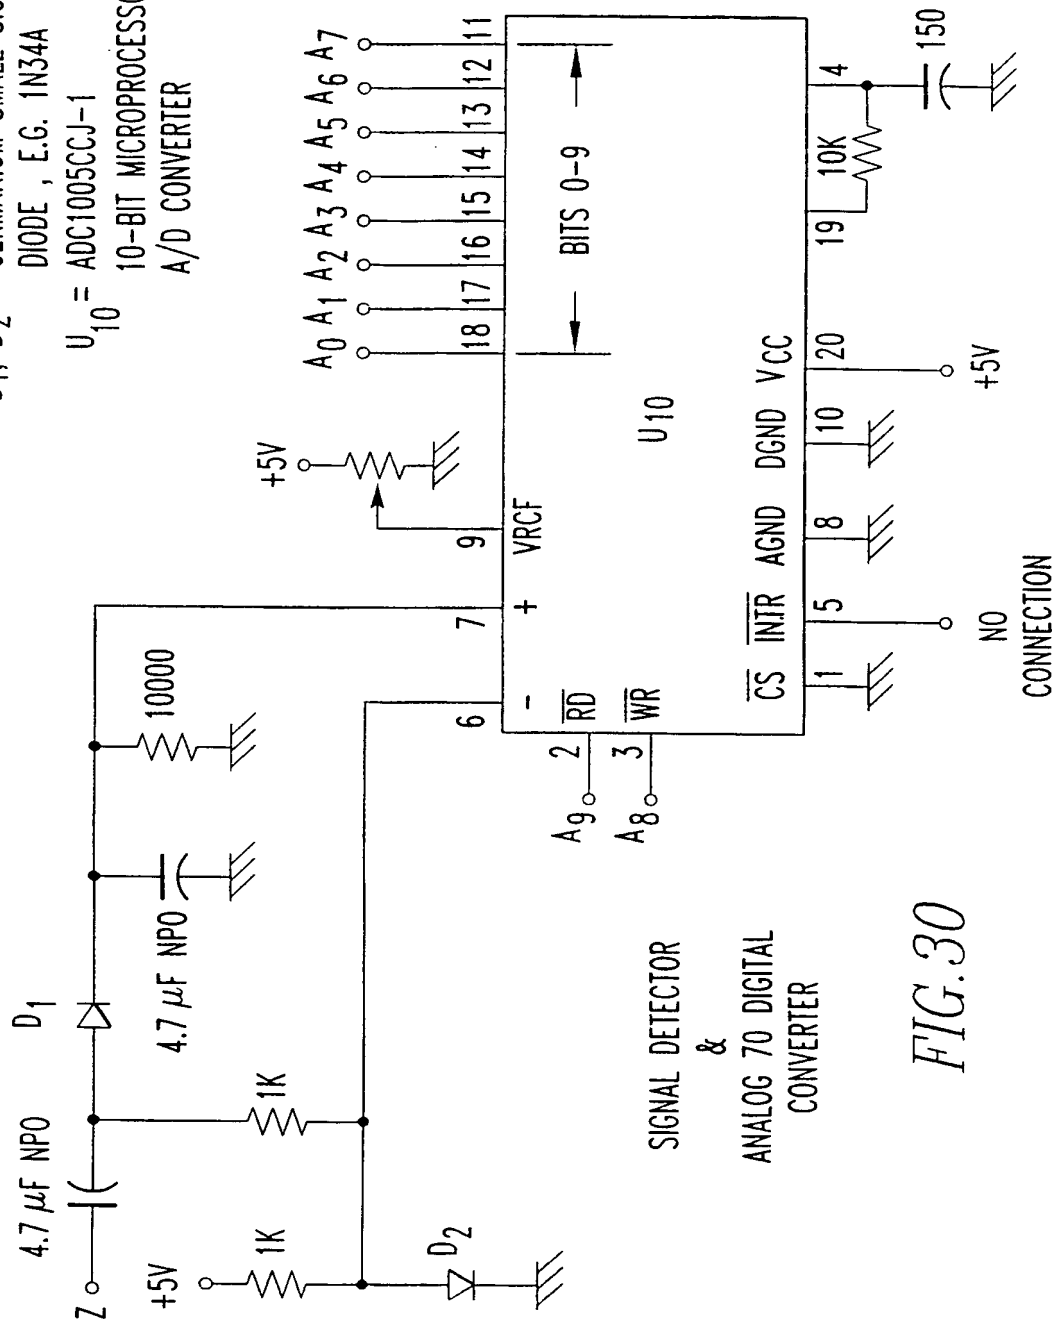 DIODE , E.G. 1N34A
U10 = ADC1005CCJ-1
10-BIT
A/D CONVERTER
4.7 µF NPO
D1
Z
4.7 µF NPO
10000
+5V
1K
1K
D2
+5V
A0 A1 A2 A3 A4 A5 A6 A7
6 7 9 18 17 16 15 14 13 12 11
- + VRCF
BITS 0-9
A9 2 RD
A8 3 WR
U10
CS INTR AGND DGND VCC
1 5 8 10 20 19 4
10K
150
NO
CONNECTION
+5V
SIGNAL DETECTOR
&
ANALOG 70 DIGITAL
CONVERTER
FIG.30